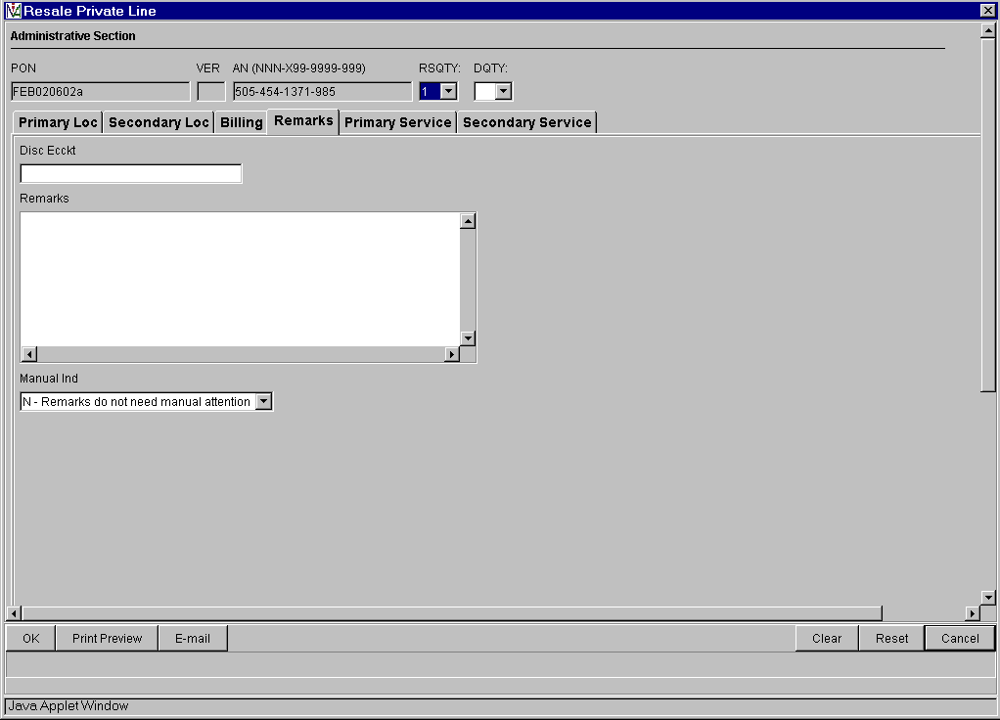 Resale Private Line
Administrative Section
PON VER AN (NNN-X99-9999-999) RSQTY: DQTY:
FEB020602a 505-454-1371-985 1
Primary Loc Secondary Loc Billing Remarks Primary Service Secondary Service
Disc Ecckt
Remarks
Manual Ind
N - Remarks do not need manual attention
OK Print Preview E-mail Clear Reset Cancel
Java Applet Window